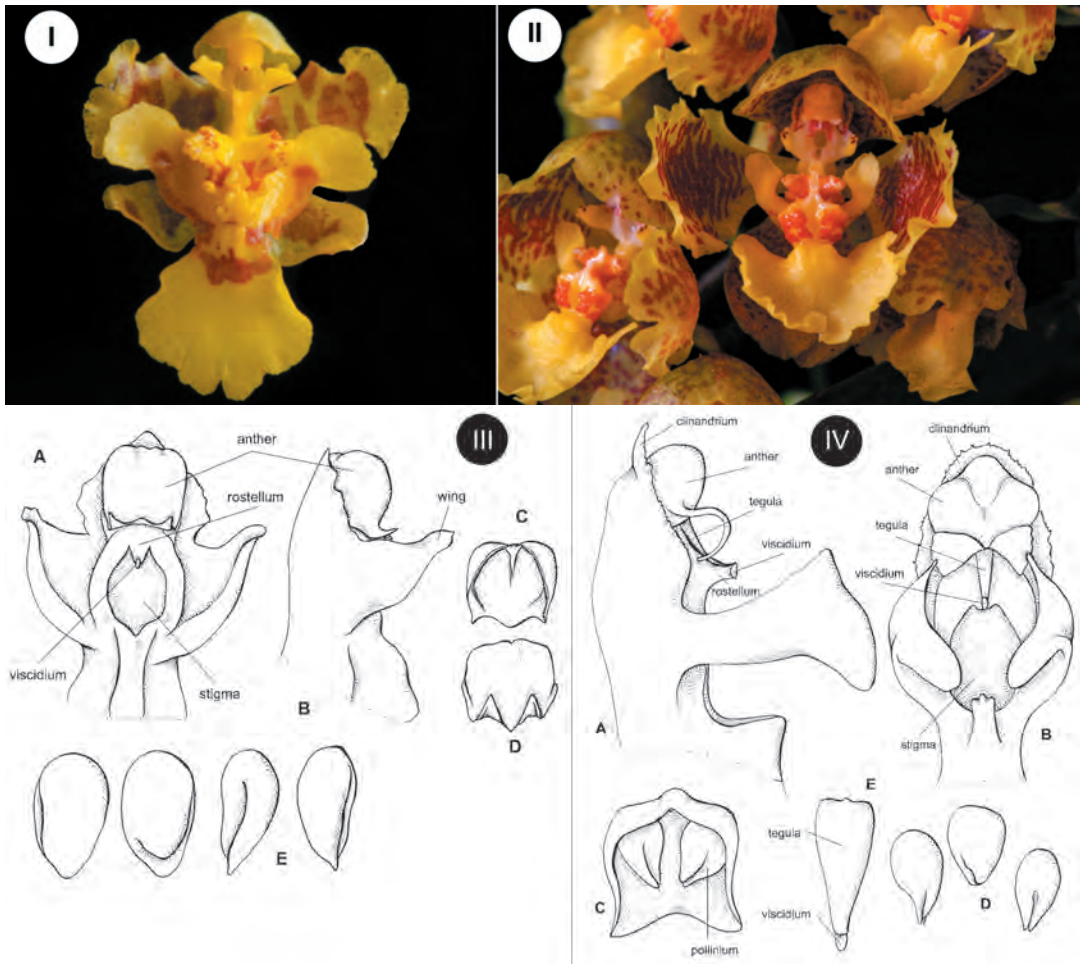 I
II
III
A
anther
rostellum
wing
C
viscidium
stigma
B
D
E
IV
clinandrium
anther
tegula
viscidium
rostellum
A
clinandrium
anther
tegula
viscidium
stigma
B
E
tegula
viscidium
C
pollinium
D